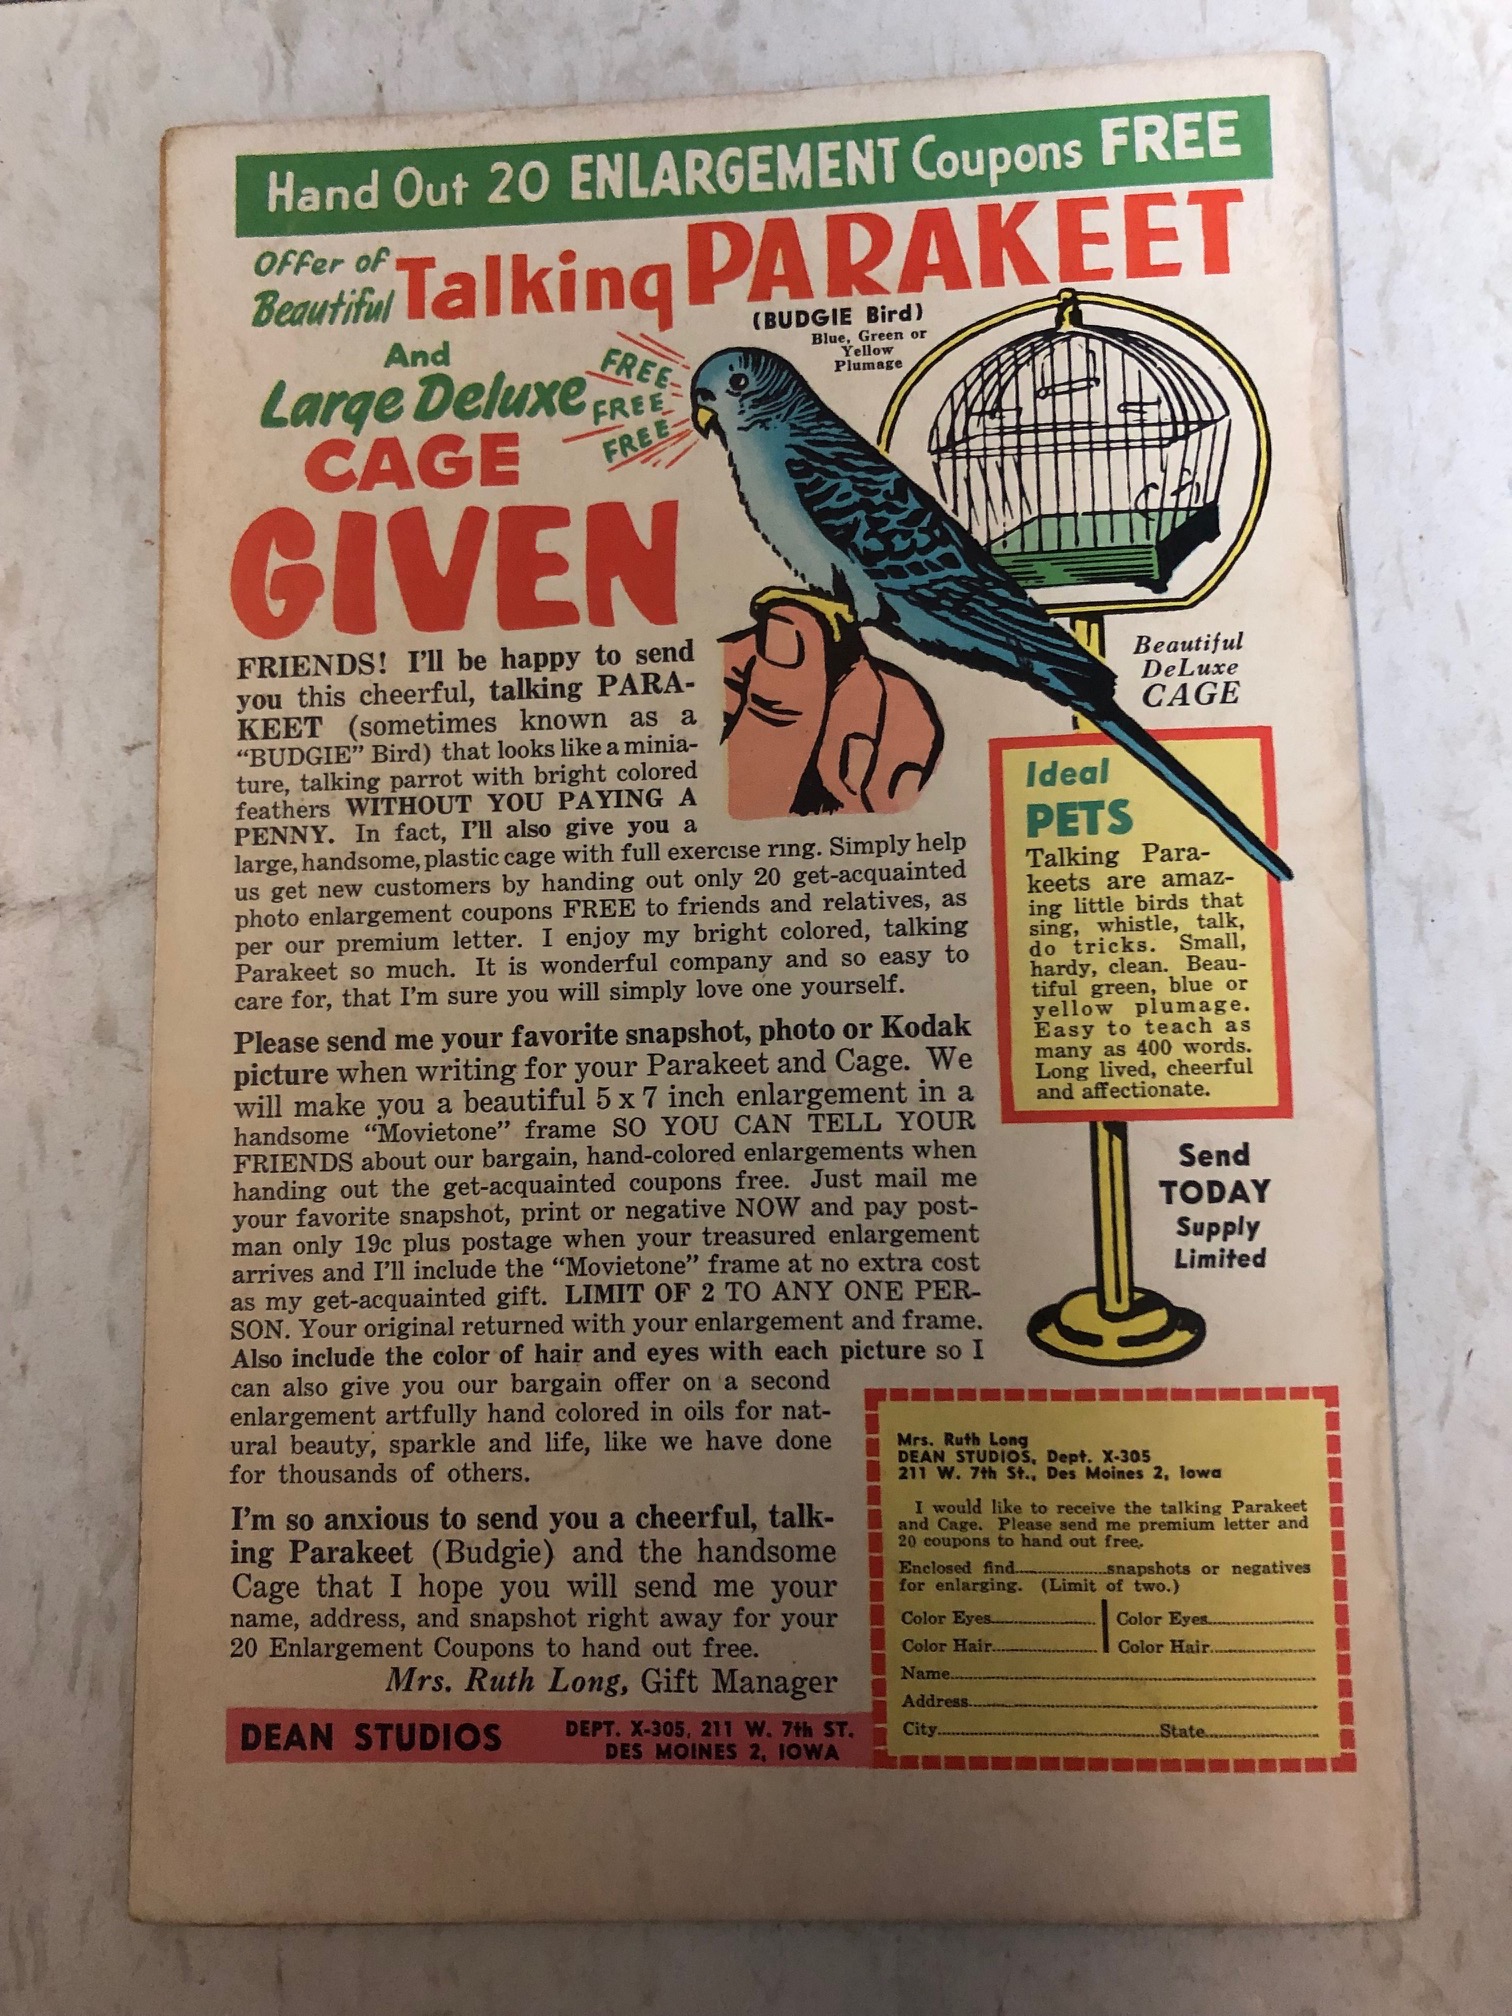 Hand Out 20 ENLARGEMENT Coupons FREE
Offer of
Beautiful Talking PARAKEET
(BUDGIE Bird)
Blue, Green or
Yellow
Plumage
And
Large Deluxe
CAGE
GIVEN
FREE
FREE
FREE
FRIENDS! I'll be happy to send
you this cheerful, talking PARA-
KEET (sometimes known as a
"BUDGIE" Bird) that looks like a minia-
ture, talking parrot with bright colored
feathers WITHOUT YOU PAYING A
PENNY. In fact, I'll also give you a
large, handsome, plastic cage with full exercise ring. Simply help
us get new customers by handing out only 20 get-acquainted
photo enlargement coupons FREE to friends and relatives, as
per our premium letter. I enjoy my bright colored, talking
Parakeet so much. It is wonderful company and so easy to
care for, that I'm sure you will simply love one yourself.
Please send me your favorite snapshot, photo or Kodak
picture when writing for your Parakeet and Cage. We
will make you a beautiful 5 x 7 inch enlargement in a
handsome "Movietone" frame SO YOU CAN TELL YOUR
FRIENDS about our bargain, hand-colored enlargements when
handing out the get-acquainted coupons free. Just mail me
your favorite snapshot, print or negative NOW and pay post-
man only 19c plus postage when your treasured enlargement
arrives and I'll include the "Movietone" frame at no extra cost
as my get-acquainted gift. LIMIT OF 2 TO ANY ONE PER-
SON. Your original returned with your enlargement and frame.
Also include the color of hair and eyes with each picture so I
can also give you our bargain offer on a second
enlargement artfully hand colored in oils for nat-
ural beauty, sparkle and life, like we have done
for thousands of others.
I'm so anxious to send you a cheerful, talk-
ing Parakeet (Budgie) and the handsome
Cage that I hope you will send me your
name, address, and snapshot right away for your
20 Enlargement Coupons to hand out free.
Mrs. Ruth Long, Gift Manager
DEAN STUDIOS
DEPT. X-305, 211 W. 7th ST.
DES MOINES 2, IOWA
Beautiful
DeLuxe
CAGE
Ideal
PETS
Talking Para-
keets are amaz-
ing little birds that
sing, whistle, talk,
do tricks. Small,
hardy, clean. Beau-
tiful green, blue or
yellow plumage.
Easy to teach as
many as 400 words.
Long lived, cheerful
and affectionate.
Send
TODAY
Supply
Limited
Mrs. Ruth Long
DEAN STUDIOS, Dept. X-305
211 W. 7th St., Des Moines 2, Iowa
I would like to receive the talking Parakeet
and Cage. Please send me premium letter and
20 coupons to hand out free.
Enclosed find..................snapshots or negatives
for enlarging. (Limit of two.)
Color Eyes.................... Color Eyes....................
Color Hair.................... Color Hair....................
Name....................
Address....................
City....................State....................